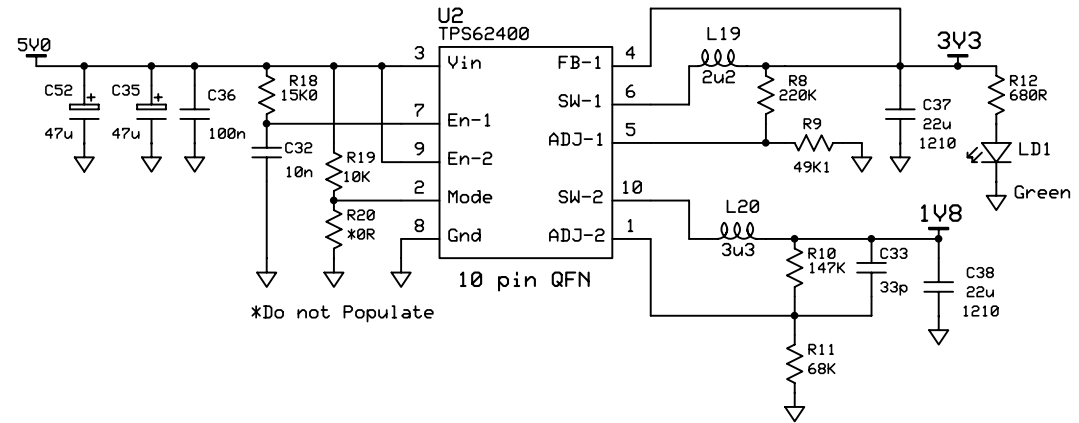 U2
TPS62400
5V0
3 Vin
FB-1 4
L19
2u2
3V3
C52
47u
C35
47u
C36
100n
R18
15K0
SW-1 6
R8
220K
R12
680R
7 En-1
ADJ-1 5
R9
49K1
C37
22u
1210
LD1
Green
C32
10n
R19
10K
9 En-2
2 Mode
SW-2 10
L20
3u3
1V8
R20
*0R
8 Gnd
ADJ-2 1
R10
147K
C33
33p
C38
22u
1210
10 pin QFN
*Do not Populate
R11
68K